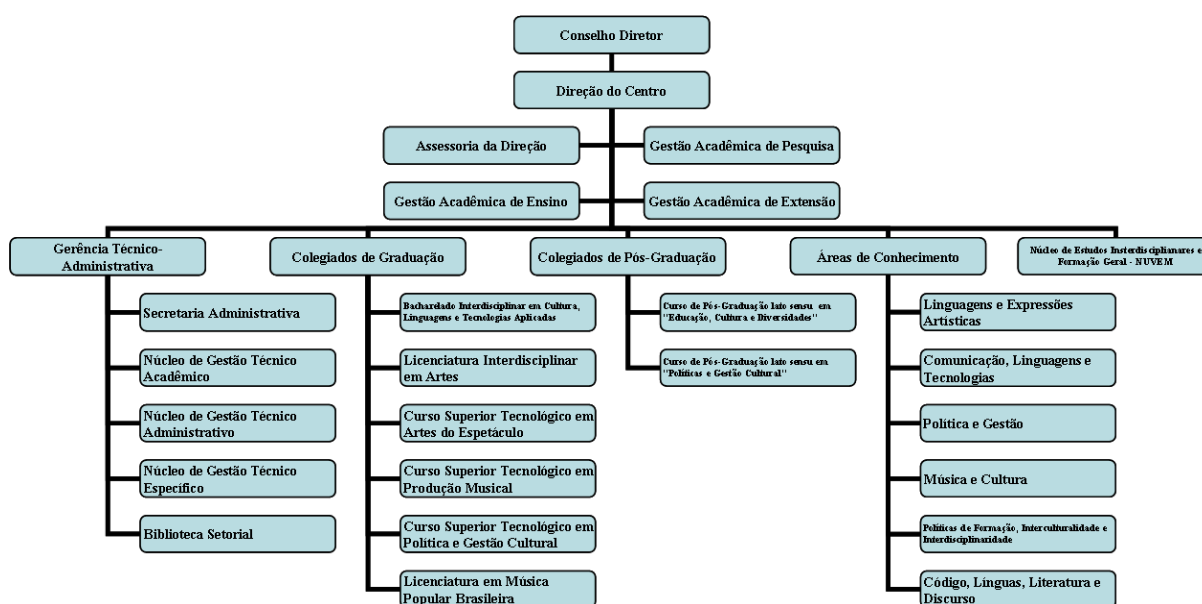 Conselho Diretor
Direção do Centro
Assessoria da Direção
Gestão Acadêmica de Pesquisa
Gestão Acadêmica de Ensino
Gestão Acadêmica de Extensão
Gerência Técnico-
Administrativa
Colegiados de Graduação
Colegiados de Pós-Graduação
Áreas de Conhecimento
Núcleo de Estudos Insterdisciplianares e
Formação Geral - NUVEM
Secretaria Administrativa
Núcleo de Gestão Técnico
Acadêmico
Núcleo de Gestão Técnico
Administrativo
Núcleo de Gestão Técnico
Específico
Biblioteca Setorial
Bacharelado Interdisciplinar em Cultura,
Linguagens e Tecnologias Aplicadas
Licenciatura Interdisciplinar
em Artes
Curso Superior Tecnológico em
Artes do Espetáculo
Curso Superior Tecnológico em
Produção Musical
Curso Superior Tecnológico em
Política e Gestão Cultural
Licenciatura em Música
Popular Brasileira
Curso de Pós-Graduação lato sensu em
"Educação, Cultura e Diversidades"
Curso de Pós-Graduação lato sensu em
"Políticas e Gestão Cultural"
Linguagens e Expressões
Artísticas
Comunicação, Linguagens e
Tecnologias
Política e Gestão
Música e Cultura
Políticas de Formação, Interculturalidade e
Interdisciplinaridade
Código, Línguas, Literatura e
Discurso